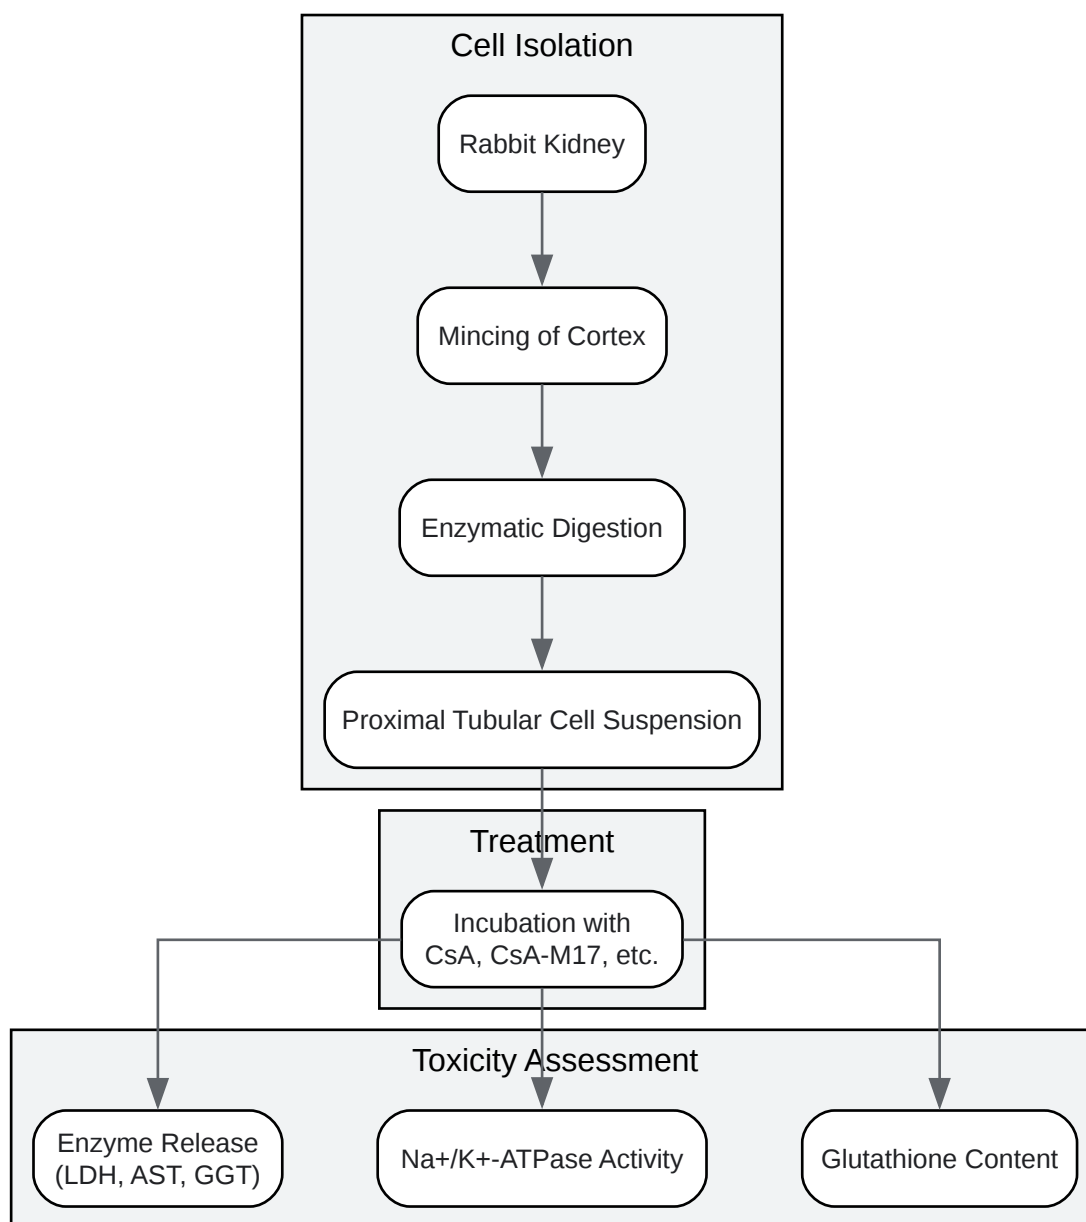 Cell Isolation
Rabbit Kidney
Mincing of Cortex
Enzymatic Digestion
Proximal Tubular Cell Suspension
Treatment
Incubation with
CsA, CsA-M17, etc.
Toxicity Assessment
Enzyme Release
(LDH, AST, GGT)
Na+/K+-ATPase Activity
Glutathione Content